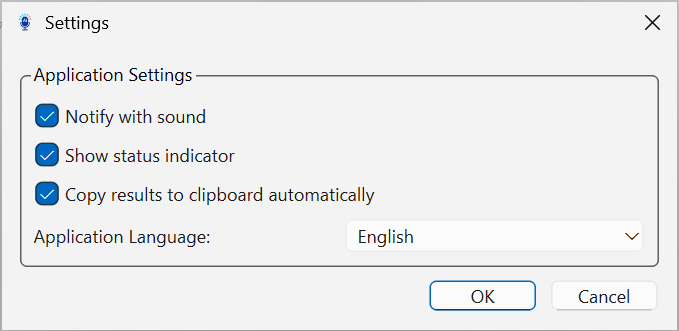 Settings
Application Settings
Notify with sound
Show status indicator
Copy results to clipboard automatically
Application Language: English
OK Cancel